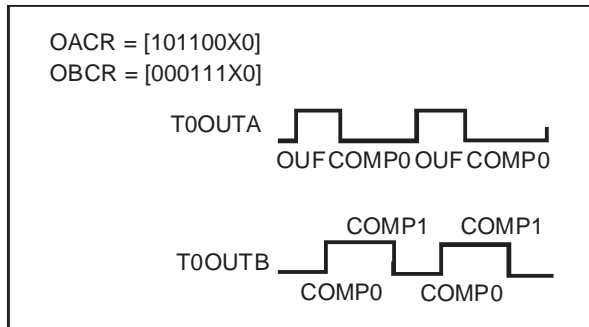 OACR = [101100X0]
OBCR = [000111X0]
T0OUTA
OUF COMP0 OUF COMP0
COMP1 COMP1
T0OUTB
COMP0 COMP0